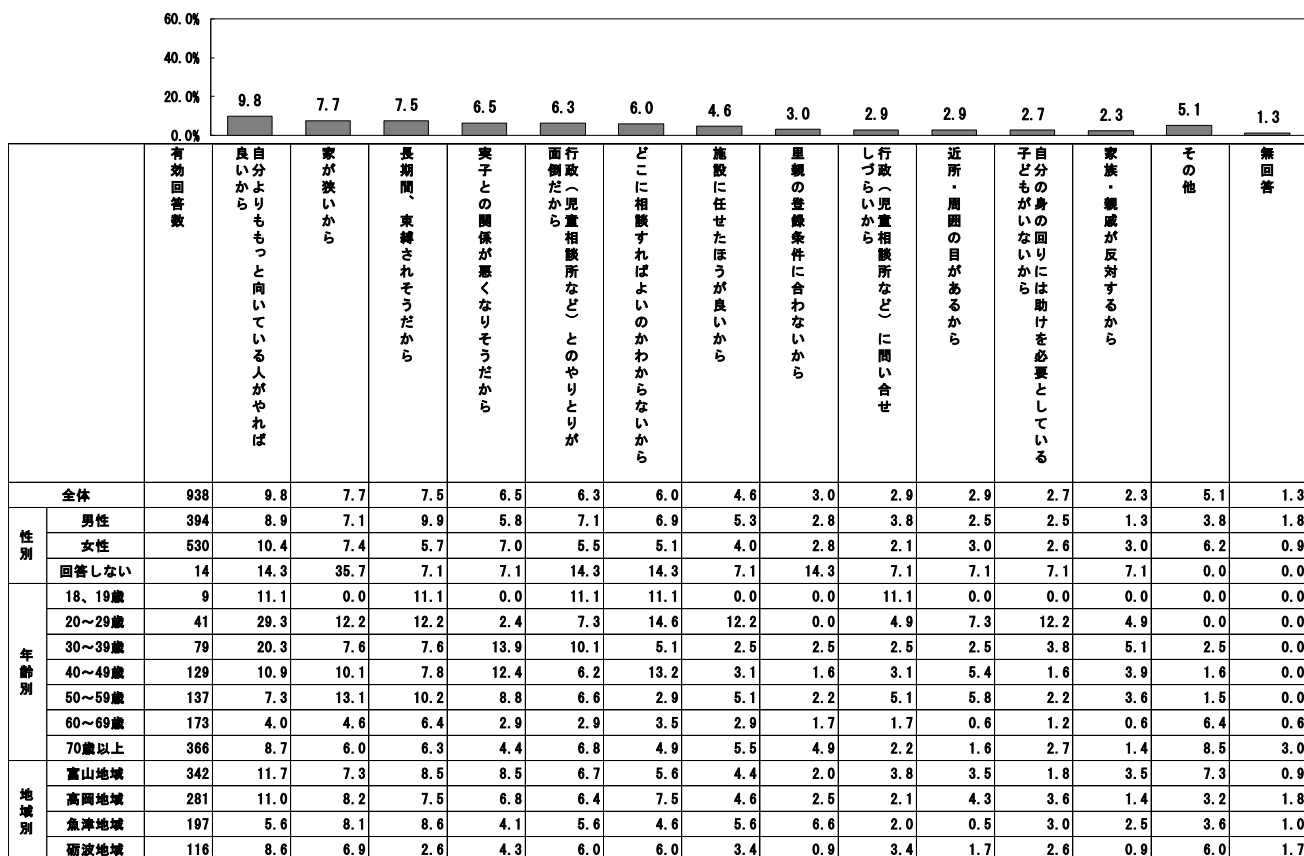 60.0%
40.0%
20.0%
0.0%
9.8 7.7 7.5 6.5 6.3 6.0 4.6 3.0 2.9 2.9 2.7 2.3 5.1 1.3
有効回答数
自分よりももっと向いている人がやれば
良いから
家が狭いから
長期間、束縛されそうだから
実子との関係が悪くなりそうだから
行政（児童相談所など）とのやりとりが
面倒だから
どこに相談すればよいのかわからないから
施設に任せたほうが良いから
里親の登録条件に合わないから
行政（児童相談所など）に問い合せ
しづらいから
近所・周囲の目があるから
自分の身の回りには助けを必要としている
子どもがいないから
家族・親戚が反対するから
その他
無回答
全体 938 9.8 7.7 7.5 6.5 6.3 6.0 4.6 3.0 2.9 2.9 2.7 2.3 5.1 1.3
性別
男性 394 8.9 7.1 9.9 5.8 7.1 6.9 5.3 2.8 3.8 2.5 2.5 1.3 3.8 1.8
女性 530 10.4 7.4 5.7 7.0 5.5 5.1 4.0 2.8 2.1 3.0 2.6 3.0 6.2 0.9
回答しない 14 14.3 35.7 7.1 7.1 14.3 14.3 7.1 14.3 7.1 7.1 7.1 7.1 0.0 0.0
年齢別
18、19歳 9 11.1 0.0 11.1 0.0 11.1 11.1 0.0 0.0 11.1 0.0 0.0 0.0 0.0 0.0
20～29歳 41 29.3 12.2 12.2 2.4 7.3 14.6 12.2 0.0 4.9 7.3 12.2 4.9 0.0 0.0
30～39歳 79 20.3 7.6 7.6 13.9 10.1 5.1 2.5 2.5 2.5 2.5 3.8 5.1 2.5 0.0
40～49歳 129 10.9 10.1 7.8 12.4 6.2 13.2 3.1 1.6 3.1 5.4 1.6 3.9 1.6 0.0
50～59歳 137 7.3 13.1 10.2 8.8 6.6 2.9 5.1 2.2 5.1 5.8 2.2 3.6 1.5 0.0
60～69歳 173 4.0 4.6 6.4 2.9 2.9 3.5 2.9 1.7 1.7 0.6 1.2 0.6 6.4 0.6
70歳以上 366 8.7 6.0 6.3 4.4 6.8 4.9 5.5 4.9 2.2 1.6 2.7 1.4 8.5 3.0
地域別
富山地域 342 11.7 7.3 8.5 8.5 6.7 5.6 4.4 2.0 3.8 3.5 1.8 3.5 7.3 0.9
高岡地域 281 11.0 8.2 7.5 6.8 6.4 7.5 4.6 2.5 2.1 4.3 3.6 1.4 3.2 1.8
魚津地域 197 5.6 8.1 8.6 4.1 5.6 4.6 5.6 6.6 2.0 0.5 3.0 2.5 3.6 1.0
砺波地域 116 8.6 6.9 2.6 4.3 6.0 6.0 3.4 0.9 3.4 1.7 2.6 0.9 6.0 1.7